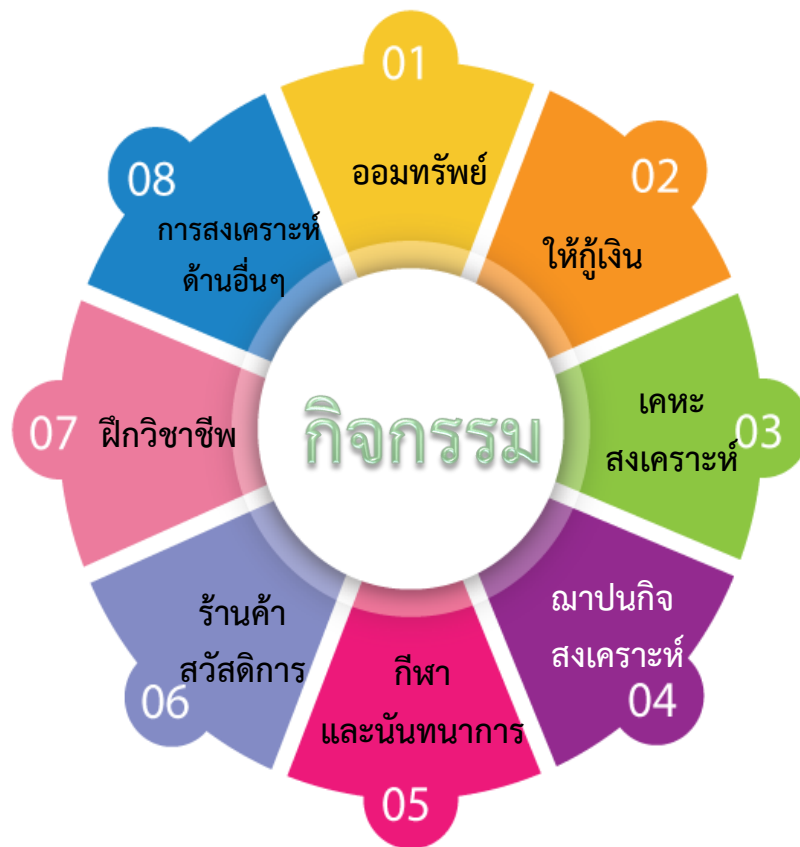 01
ออมทรัพย์
02
ให้กู้เงิน
03
เคหะ
สงเคราะห์
04
ฌาปนกิจ
สงเคราะห์
05
กีฬา
และนันทนาการ
06
ร้านค้า
สวัสดิการ
07
ฝึกวิชาชีพ
08
การสงเคราะห์
ด้านอื่นๆ
กิจกรรม